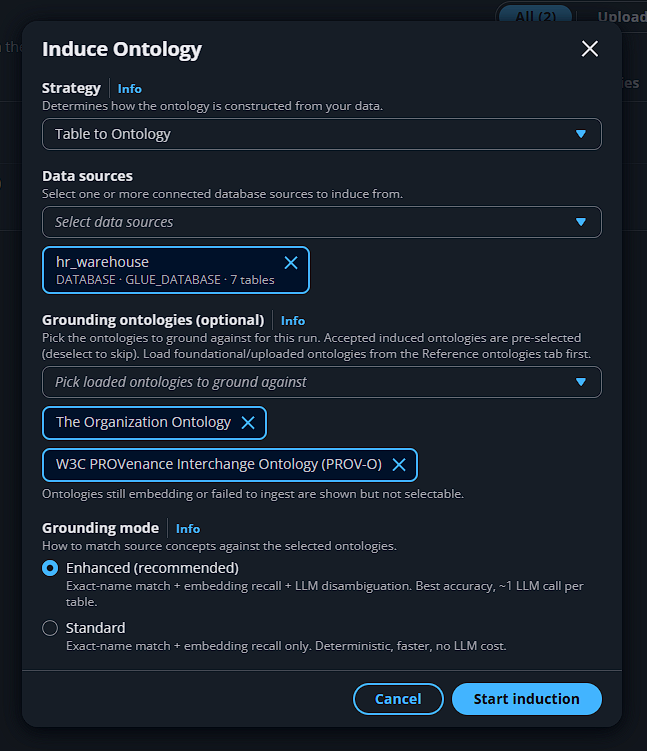 All (2)
Upload
n the
ies
Induce Ontology
Strategy Info
Determines how the ontology is constructed from your data.
Table to Ontology
Data sources
Select one or more connected database sources to induce from.
Select data sources
hr_warehouse
DATABASE · GLUE_DATABASE · 7 tables
Grounding ontologies (optional) Info
Pick the ontologies to ground against for this run. Accepted induced ontologies are pre-selected
(deselect to skip). Load foundational/uploaded ontologies from the Reference ontologies tab first.
Pick loaded ontologies to ground against
The Organization Ontology
W3C PROVenance Interchange Ontology (PROV-O)
Ontologies still embedding or failed to ingest are shown but not selectable.
Grounding mode Info
How to match source concepts against the selected ontologies.
Enhanced (recommended)
Exact-name match + embedding recall + LLM disambiguation. Best accuracy, ~1 LLM call per
table.
Standard
Exact-name match + embedding recall only. Deterministic, faster, no LLM cost.
Cancel Start induction